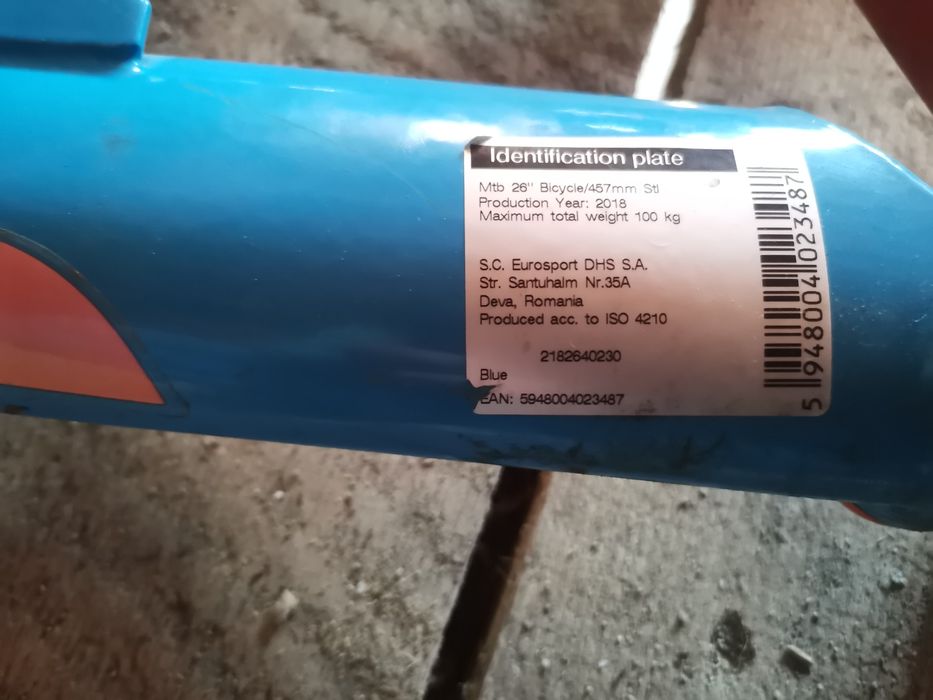 Identification plate
Mtb 26" Bicycle/457mm Stl
Production Year: 2018
Maximum total weight 100 kg
S.C. Eurosport DHS S.A.
Str. Santuhalm Nr.35A
Deva, Romania
Produced acc. to ISO 4210
2182640230
Blue
EAN: 5948004023487
5 948004 023487